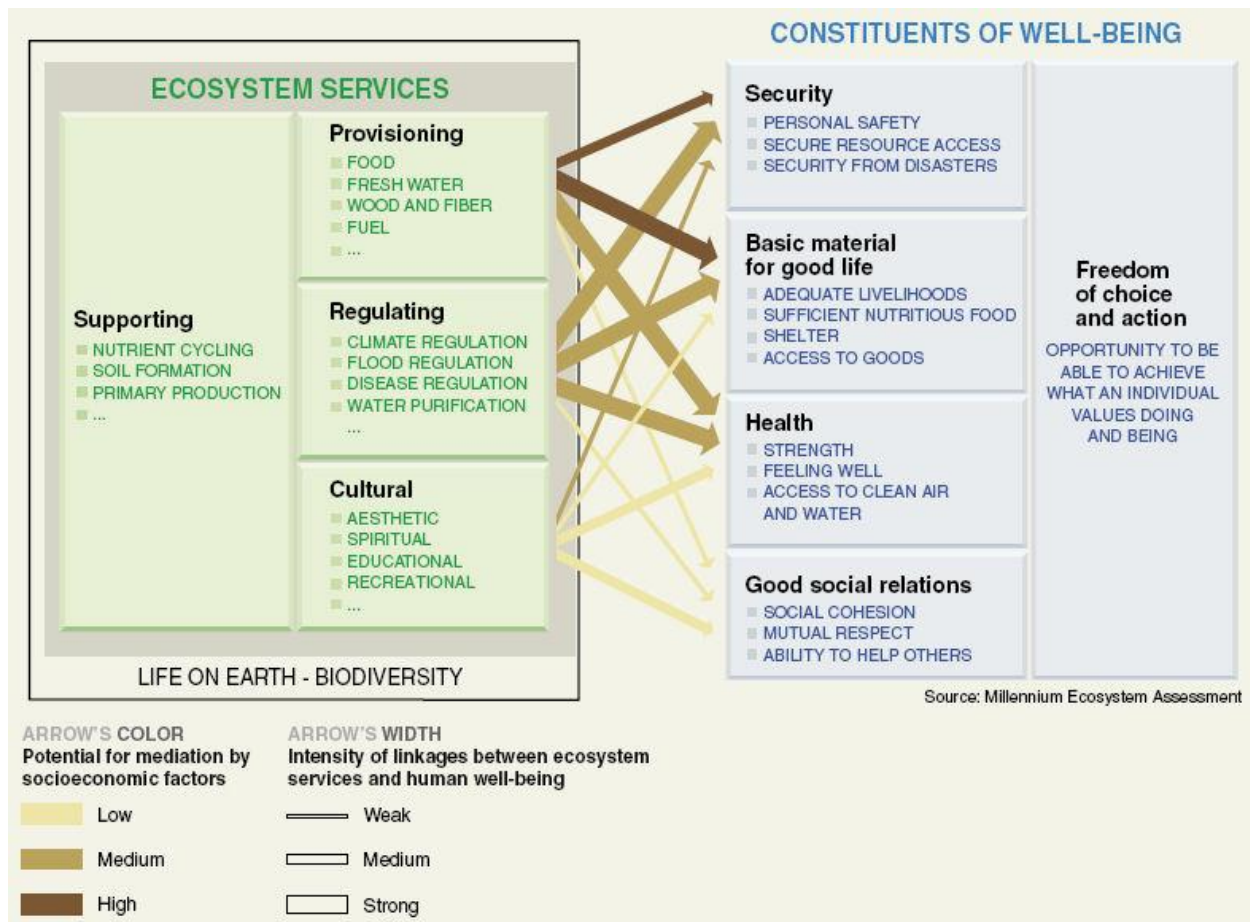 CONSTITUENTS OF WELL-BEING
ECOSYSTEM SERVICES
Supporting
NUTRIENT CYCLING
SOIL FORMATION
PRIMARY PRODUCTION
...
Provisioning
FOOD
FRESH WATER
WOOD AND FIBER
FUEL
...
Regulating
CLIMATE REGULATION
FLOOD REGULATION
DISEASE REGULATION
WATER PURIFICATION
...
Cultural
AESTHETIC
SPIRITUAL
EDUCATIONAL
RECREATIONAL
...
LIFE ON EARTH - BIODIVERSITY
Security
PERSONAL SAFETY
SECURE RESOURCE ACCESS
SECURITY FROM DISASTERS
Basic material
for good life
ADEQUATE LIVELIHOODS
SUFFICIENT NUTRITIOUS FOOD
SHELTER
ACCESS TO GOODS
Health
STRENGTH
FEELING WELL
ACCESS TO CLEAN AIR
AND WATER
Good social relations
SOCIAL COHESION
MUTUAL RESPECT
ABILITY TO HELP OTHERS
Freedom
of choice
and action
OPPORTUNITY TO BE
ABLE TO ACHIEVE
WHAT AN INDIVIDUAL
VALUES DOING
AND BEING
Source: Millennium Ecosystem Assessment
ARROW'S COLOR
Potential for mediation by
socioeconomic factors
Low
Medium
High
ARROW'S WIDTH
Intensity of linkages between ecosystem
services and human well-being
Weak
Medium
Strong